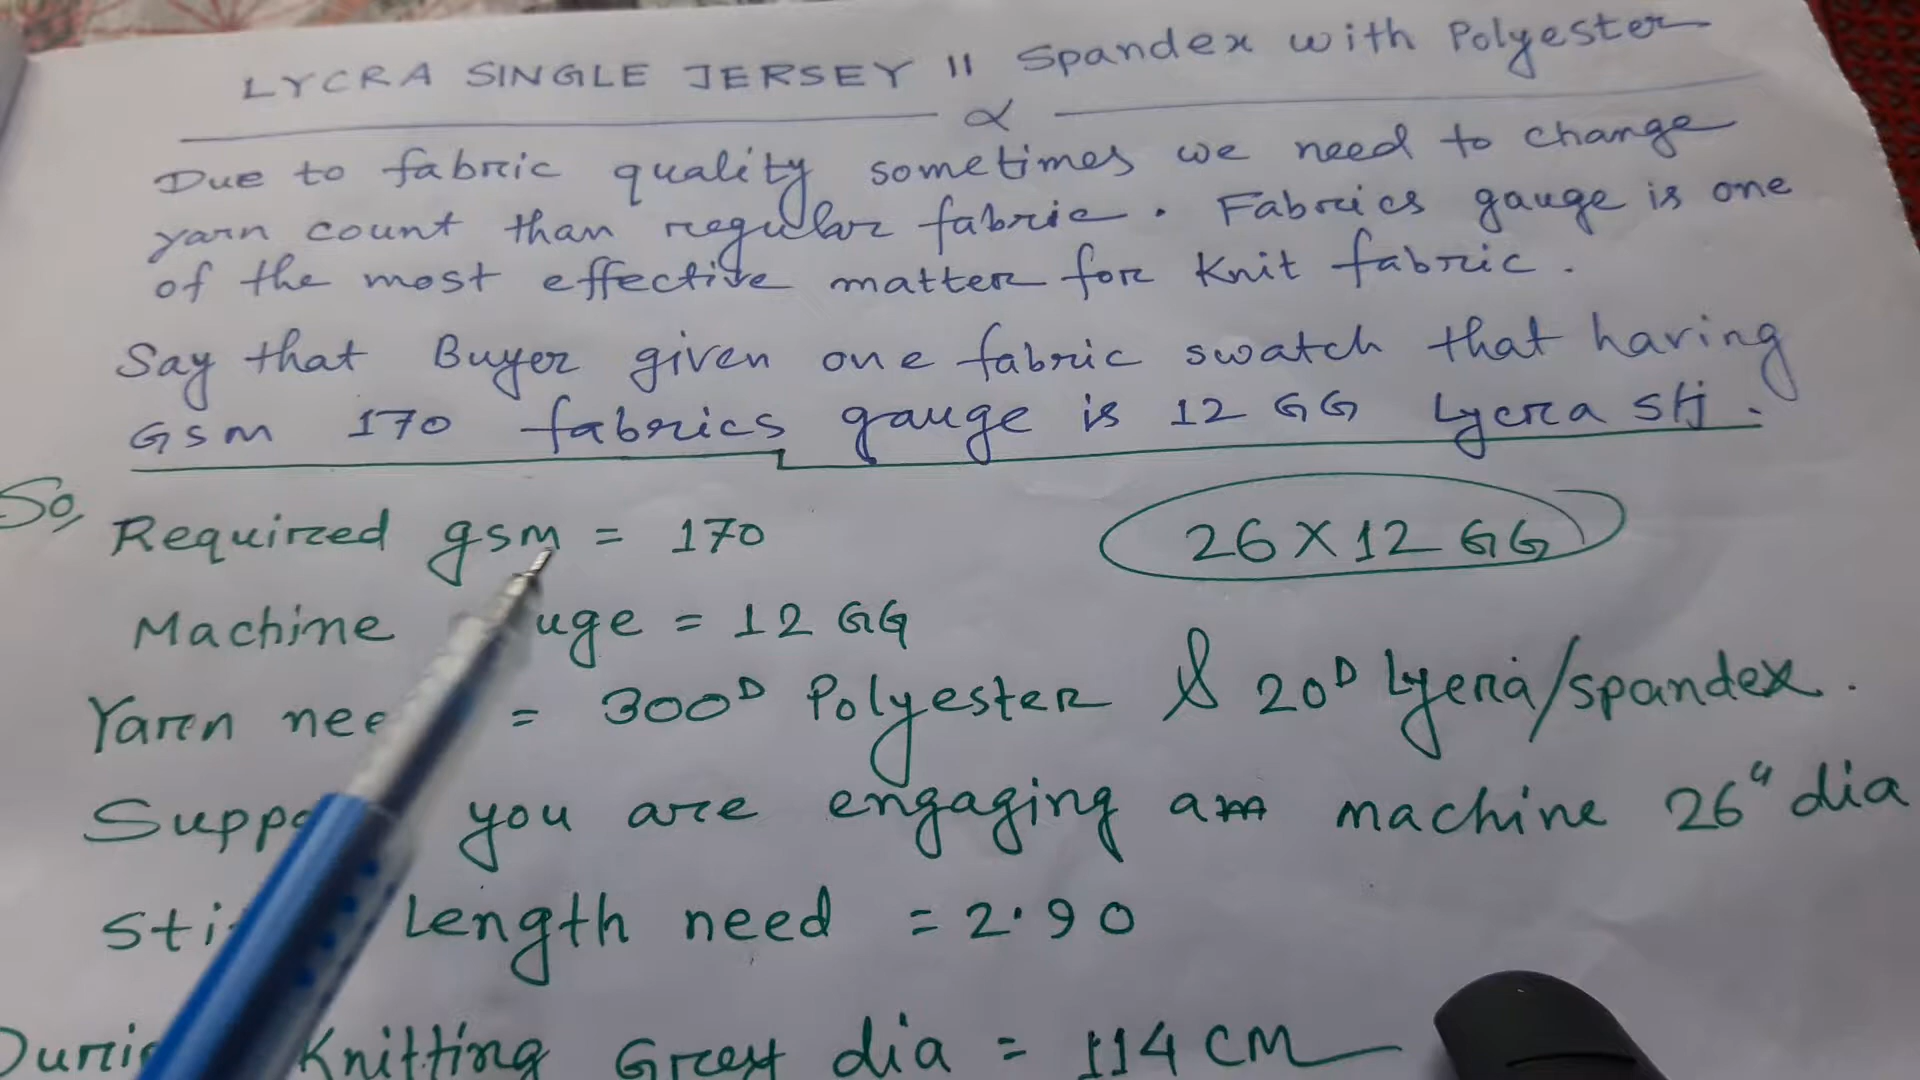 LYCRA SINGLE JERSEY || Spandex with Polyester
Due to fabric quality sometimes we need to change
yarn count than regular fabric. Fabrics gauge is one
of the most effective matter for Knit fabric.
Say that Buyer given one fabric swatch that having
GSM 170 fabrics gauge is 12 GG Lycra S/j.
So, Required gsm = 170
26 X 12 GG
Machine uge = 12 GG
Yarn nee = 300D Polyester & 20D Lycra/spandex.
Suppo you are engaging machine 26" dia
Sti Length need = 2.90
Knitting Grey dia = 114 CM